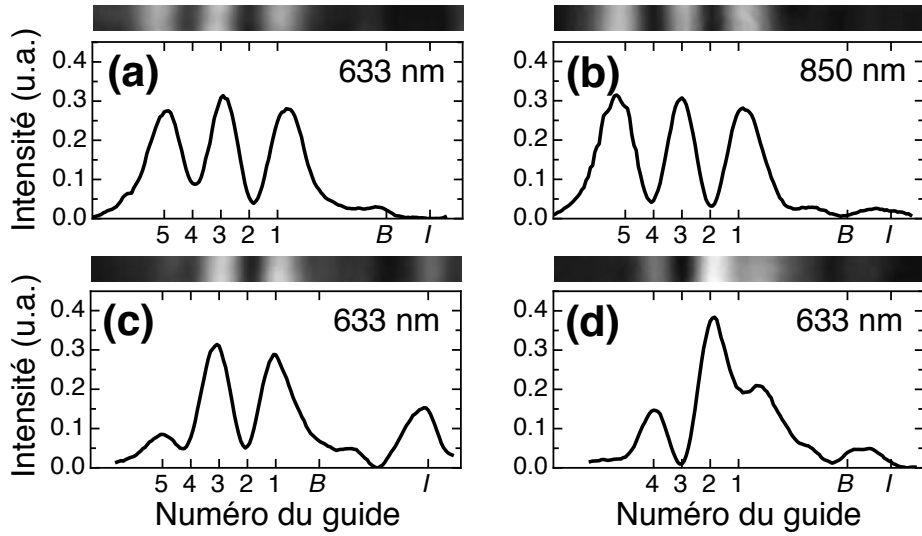 Intensité (u.a.)
(a) 633 nm
0.4
0.3
0.2
0.1
0.0
5 4 3 2 1 B I
(b) 850 nm
0.4
0.3
0.2
0.1
0.0
5 4 3 2 1 B I
Intensité (u.a.)
(c) 633 nm
0.4
0.3
0.2
0.1
0.0
5 4 3 2 1 B I
Numéro du guide
(d) 633 nm
0.4
0.3
0.2
0.1
0.0
4 3 2 1 B I
Numéro du guide